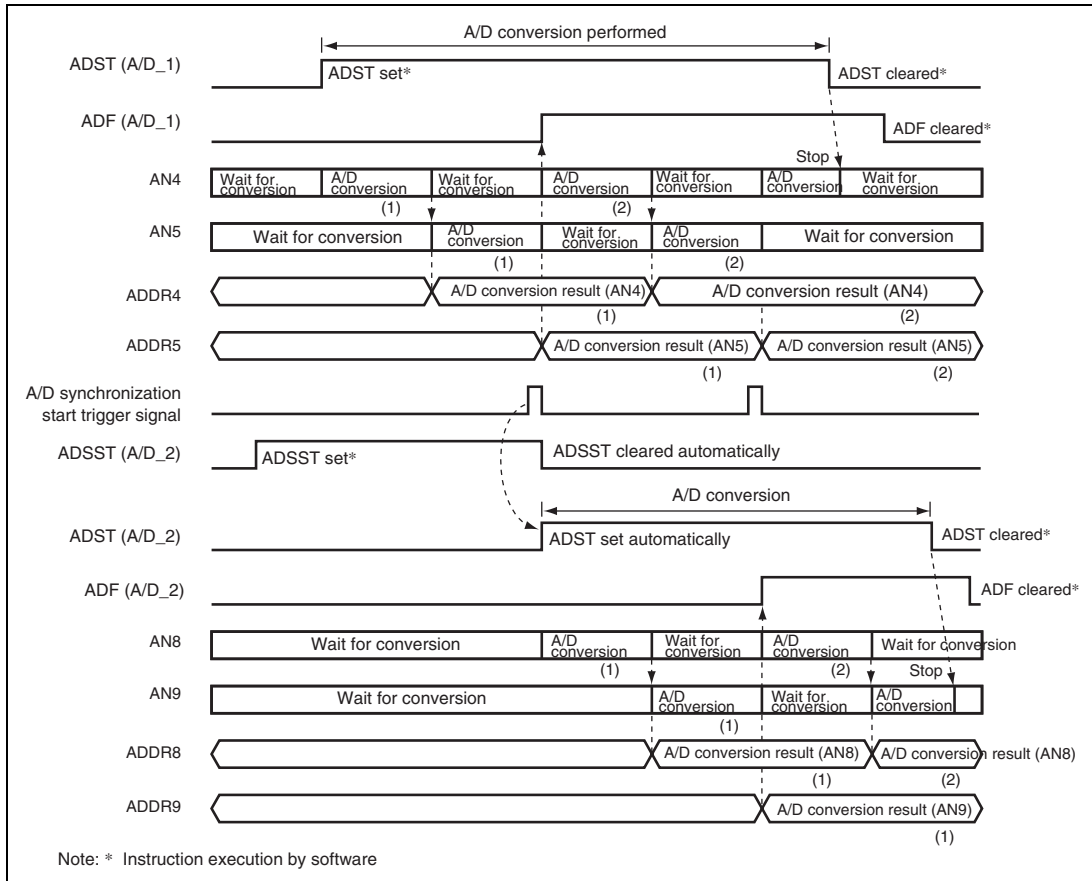 A/D conversion performed
ADST (A/D_1)
ADST set*
ADST cleared*
ADF (A/D_1)
ADF cleared*
Stop
AN4
Wait for conversion
A/D conversion
Wait for conversion
A/D conversion
Wait for conversion
A/D conversion
Wait for conversion
(1)
(2)
AN5
Wait for conversion
A/D conversion
Wait for conversion
A/D conversion
Wait for conversion
(1)
(2)
ADDR4
A/D conversion result (AN4)
A/D conversion result (AN4)
(1)
(2)
ADDR5
A/D conversion result (AN5)
A/D conversion result (AN5)
(1)
(2)
A/D synchronization
start trigger signal
ADSST (A/D_2)
ADSST set*
ADSST cleared automatically
A/D conversion
ADST (A/D_2)
ADST set automatically
ADST cleared*
ADF (A/D_2)
ADF cleared*
AN8
Wait for conversion
A/D conversion
Wait for conversion
A/D conversion
Wait for conversion
(1)
(2)
Stop
AN9
Wait for conversion
A/D conversion
Wait for conversion
A/D conversion
(1)
ADDR8
A/D conversion result (AN8)
A/D conversion result (AN8)
(1)
(2)
ADDR9
A/D conversion result (AN9)
(1)
Note: * Instruction execution by software